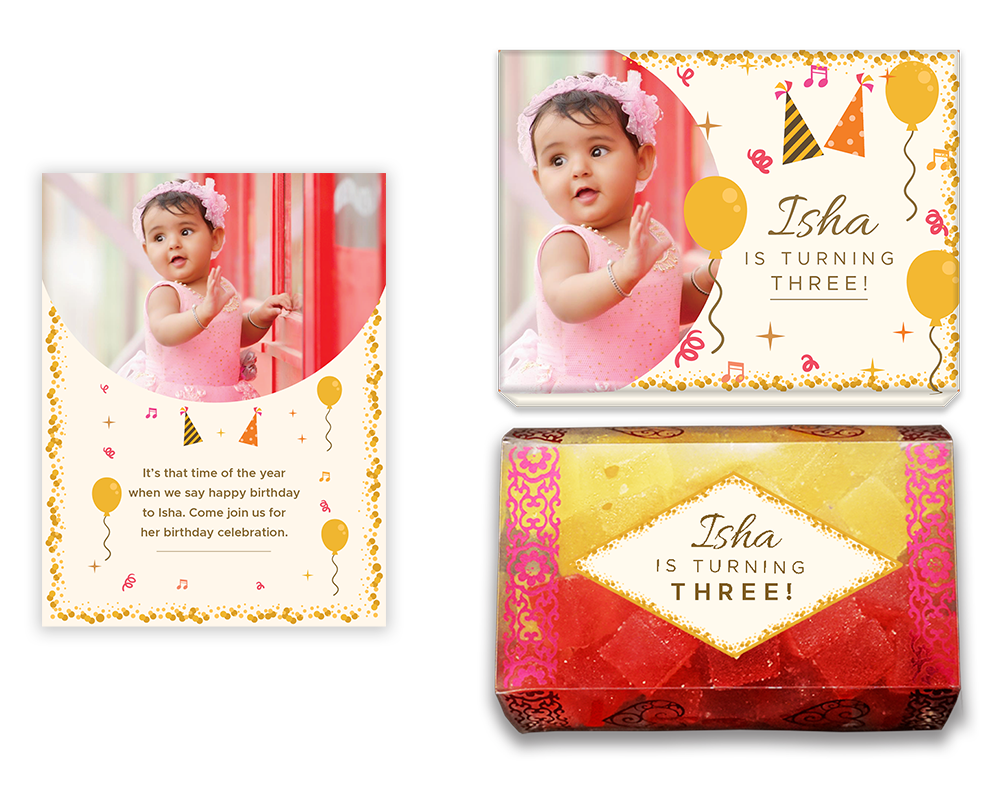 It's that time of the year
when we say happy birthday
to Isha. Come join us for
her birthday celebration.
Isha
IS TURNING
THREE!
Isha
IS TURNING
THREE!